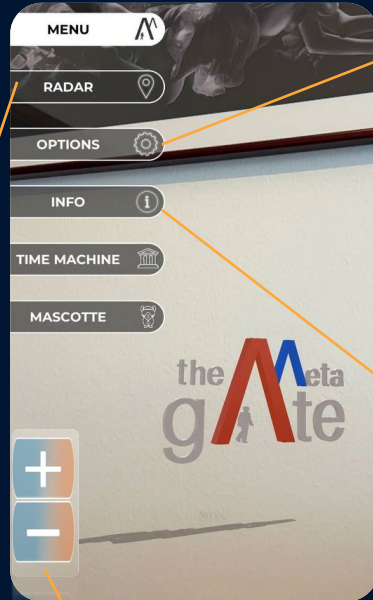 MENU
RADAR
OPTIONS
INFO
TIME MACHINE
MASCOTTE
the Meta
gAte
+
−